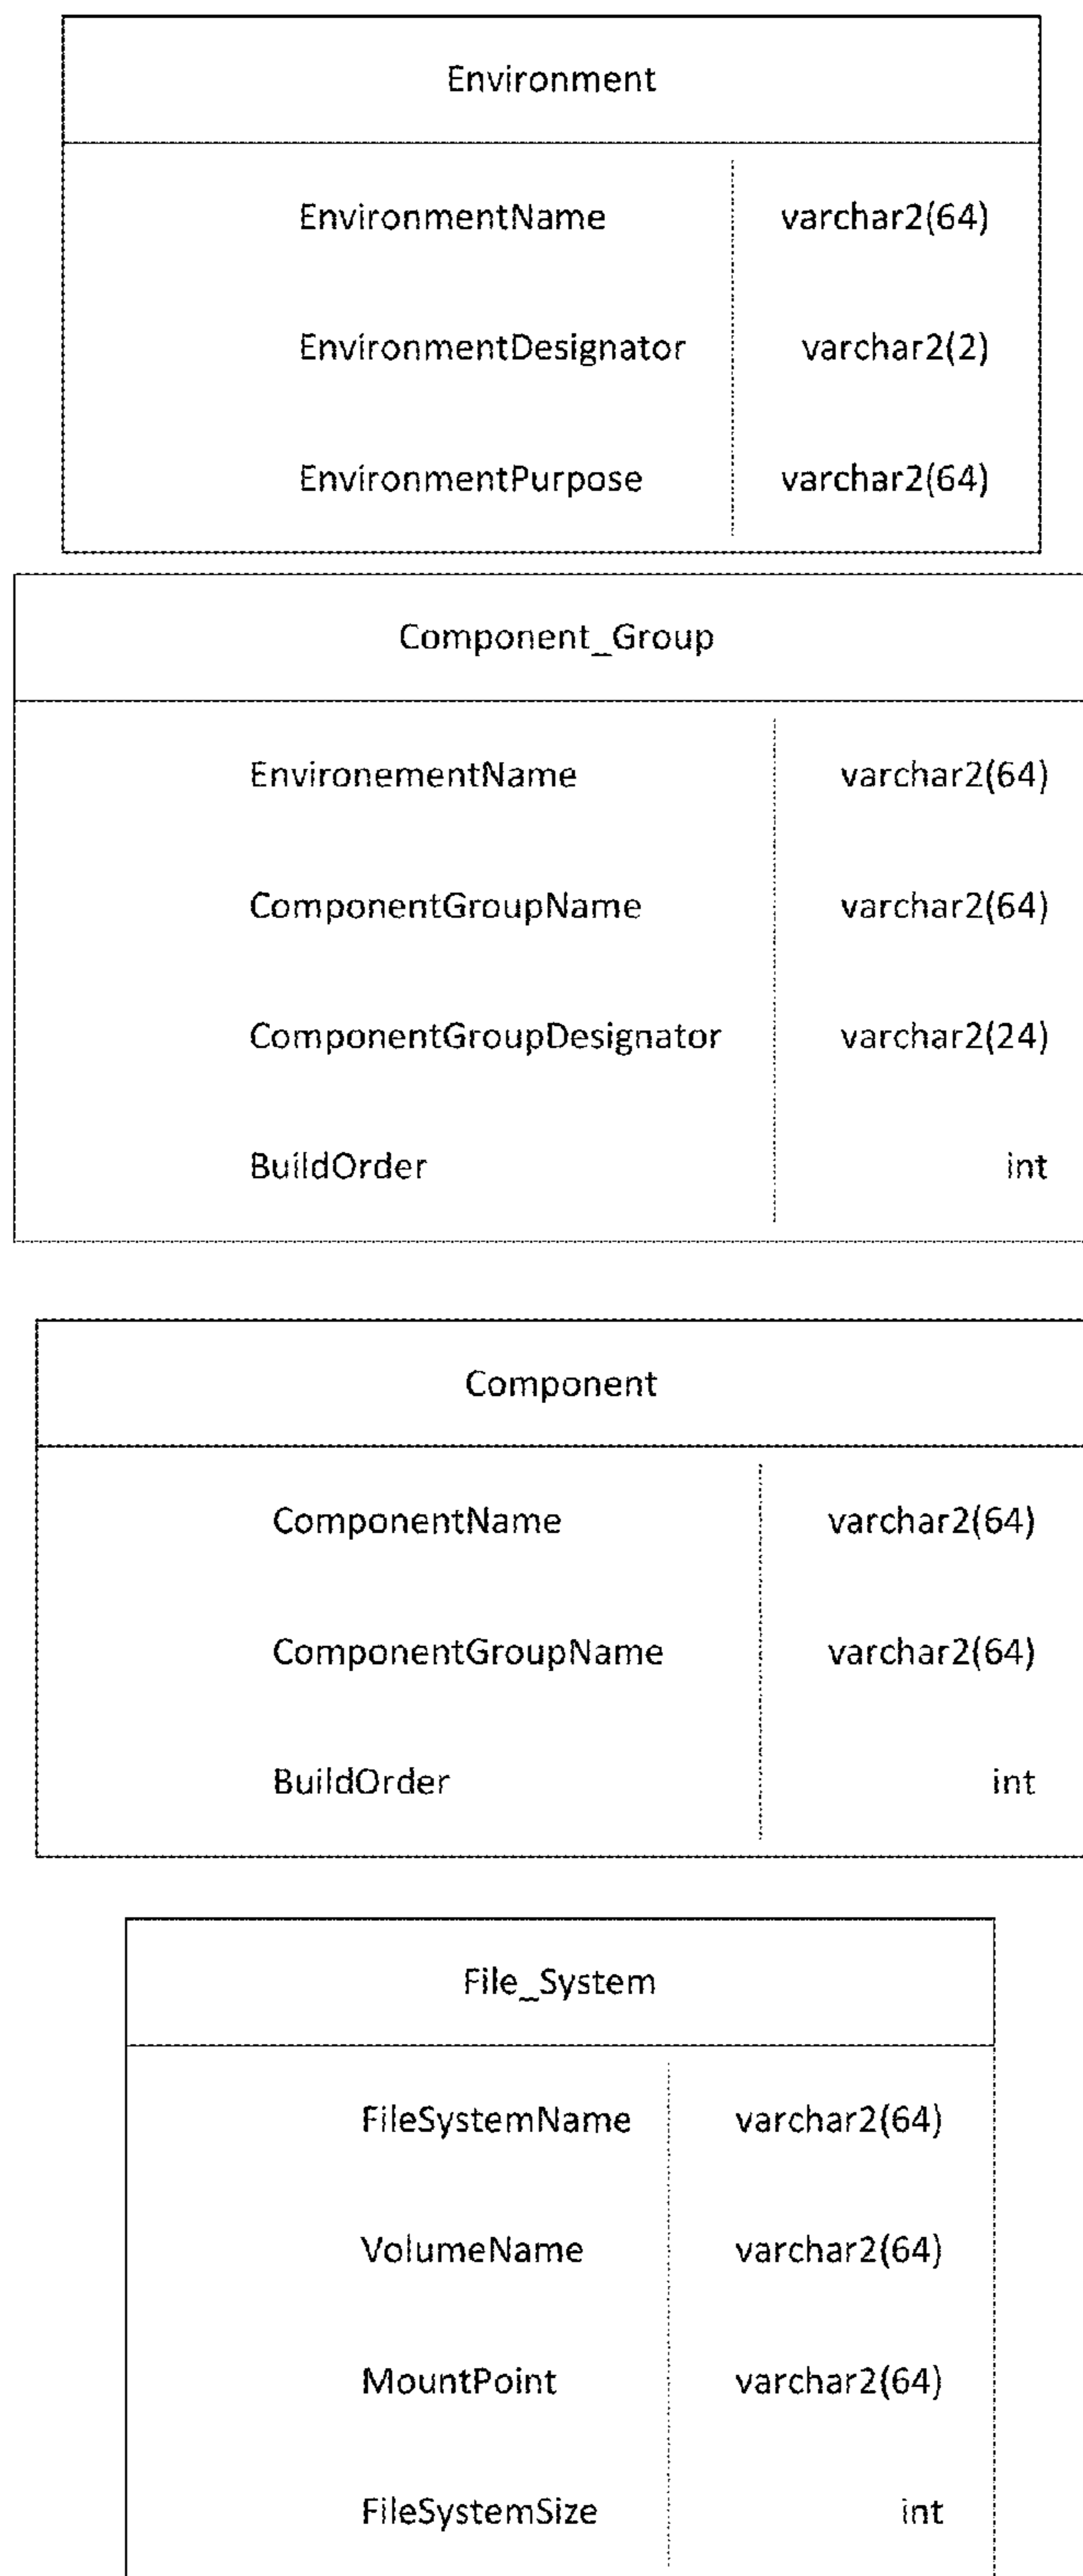 Environment
EnvironmentName varchar2(64)
EnvironmentDesignator varchar2(2)
EnvironmentPurpose varchar2(64)
Component_Group
EnvironementName varchar2(64)
ComponentGroupName varchar2(64)
ComponentGroupDesignator varchar2(24)
BuildOrder int
Component
ComponentName varchar2(64)
ComponentGroupName varchar2(64)
BuildOrder int
File_System
FileSystemName varchar2(64)
VolumeName varchar2(64)
MountPoint varchar2(64)
FileSystemSize int